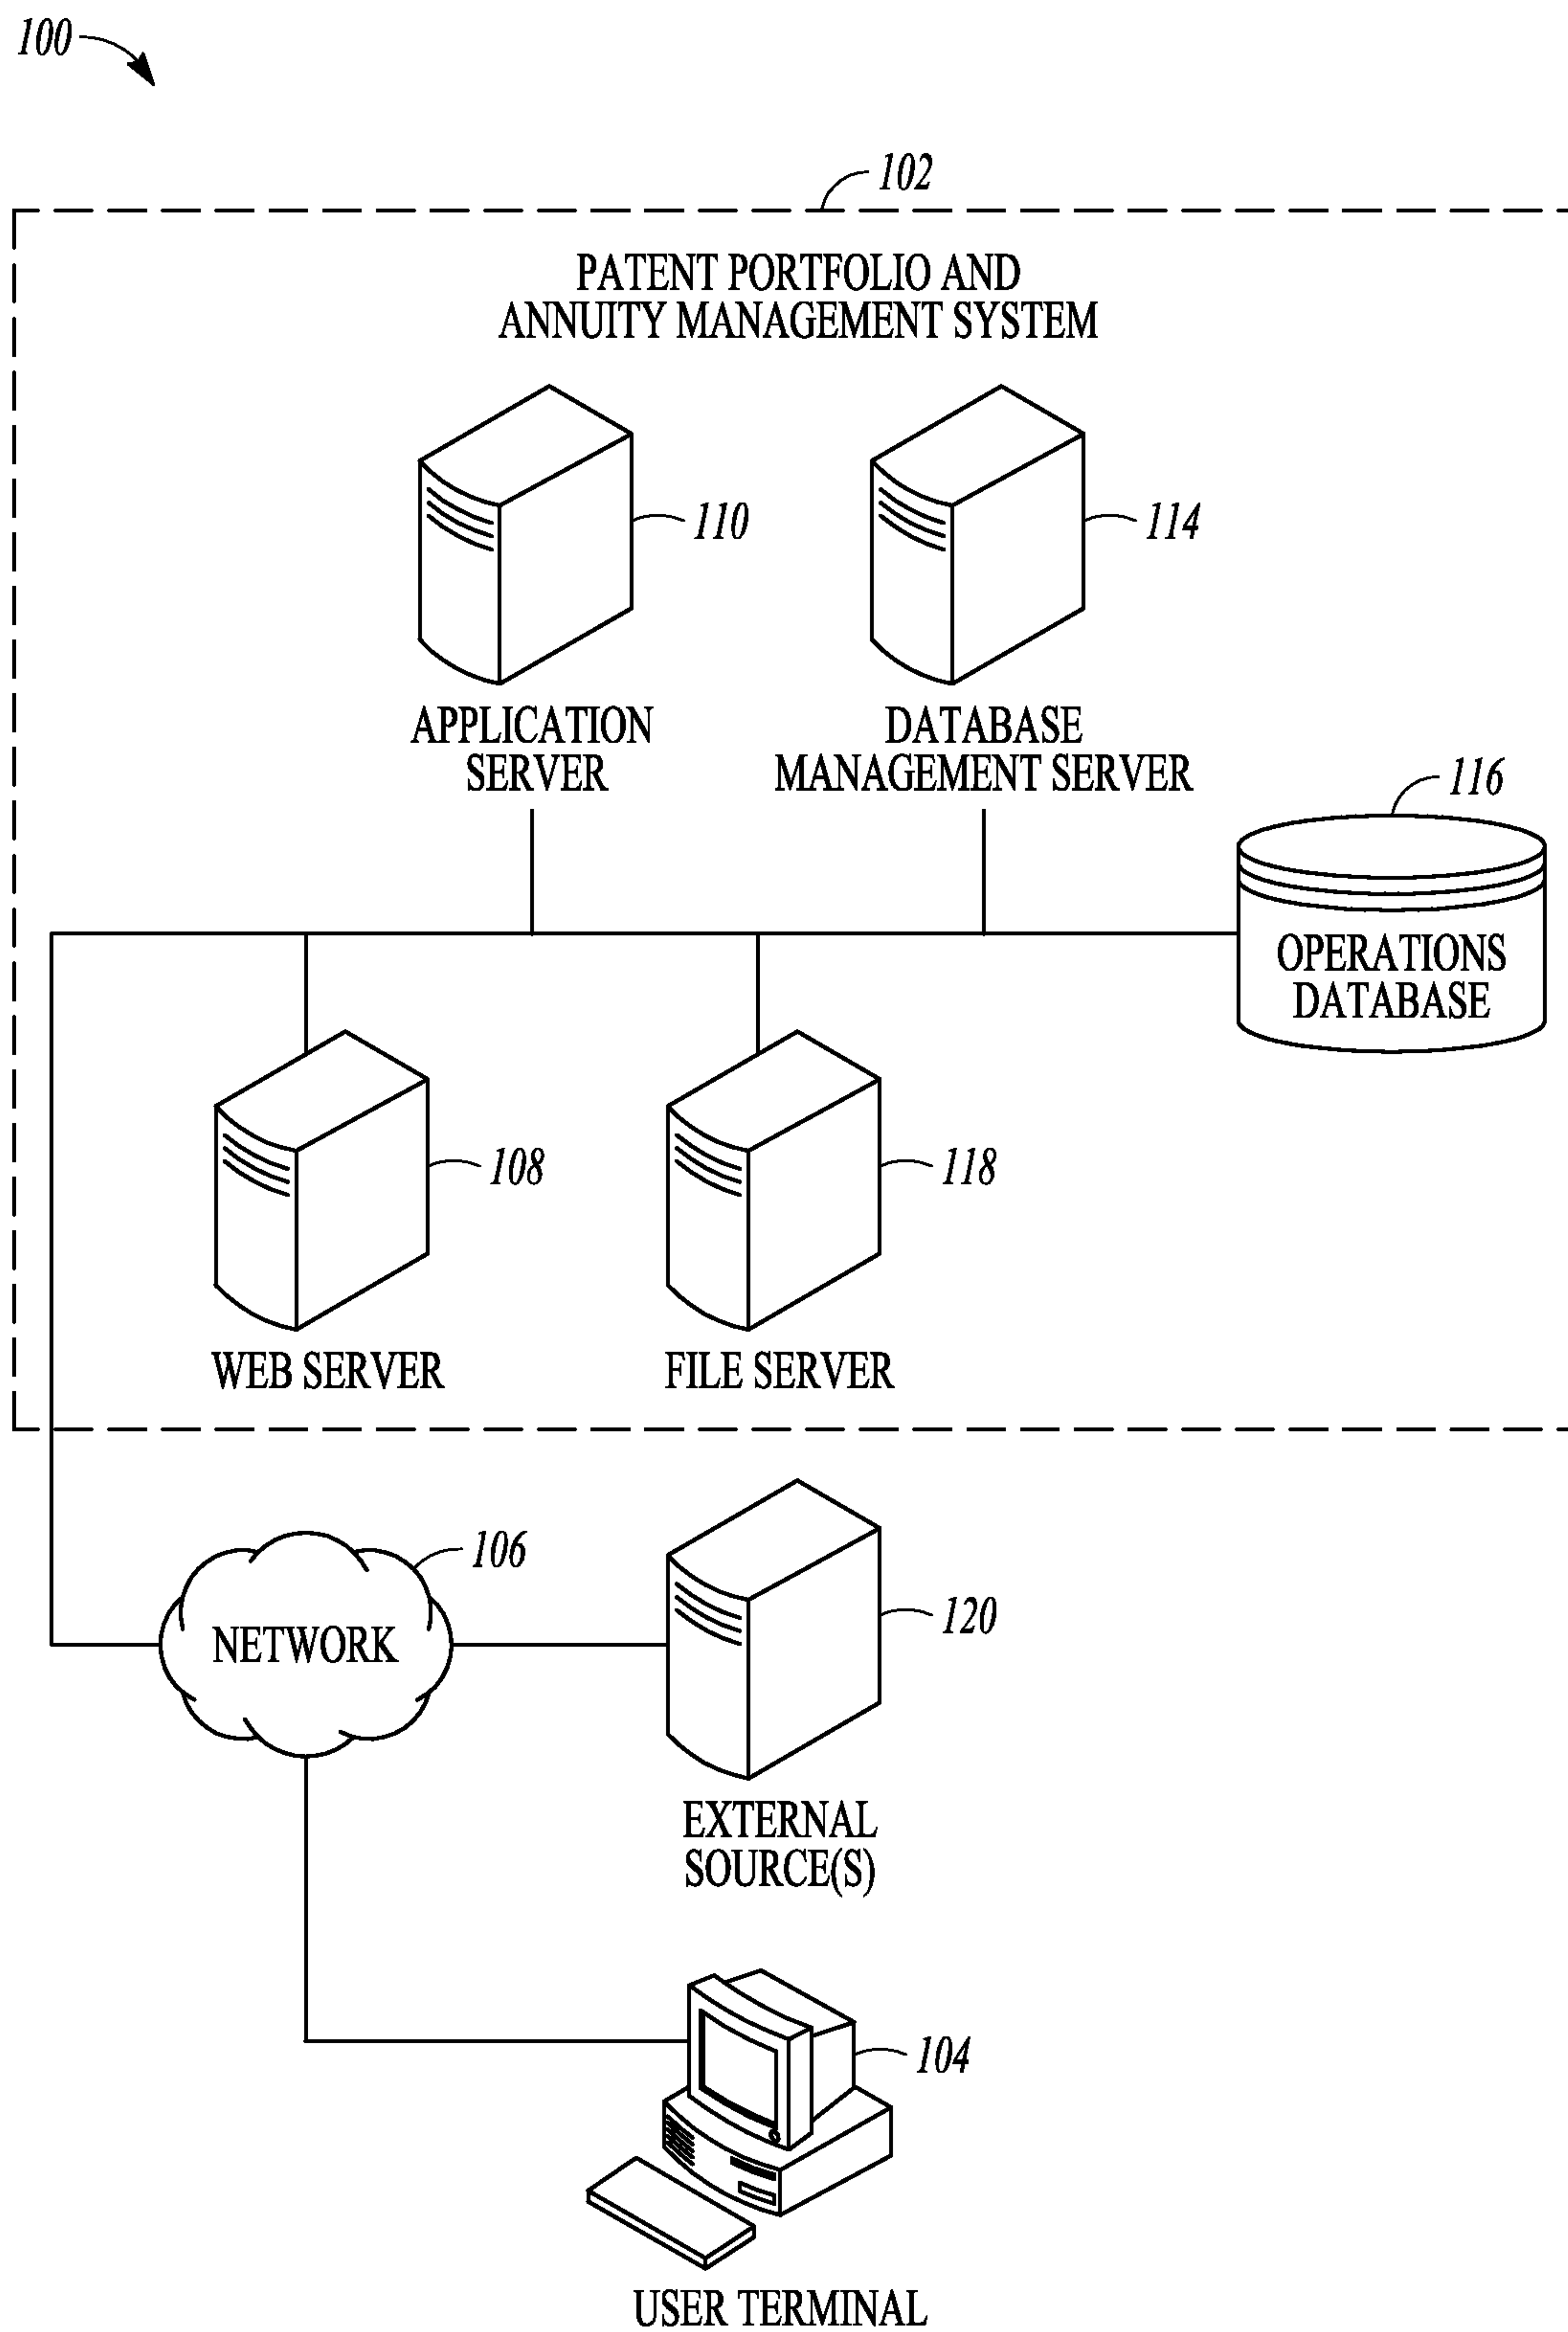 100
102
PATENT PORTFOLIO AND
ANNUITY MANAGEMENT SYSTEM
110
114
APPLICATION
SERVER
DATABASE
MANAGEMENT SERVER
116
OPERATIONS
DATABASE
108
118
WEB SERVER
FILE SERVER
106
NETWORK
120
EXTERNAL
SOURCE(S)
104
USER TERMINAL